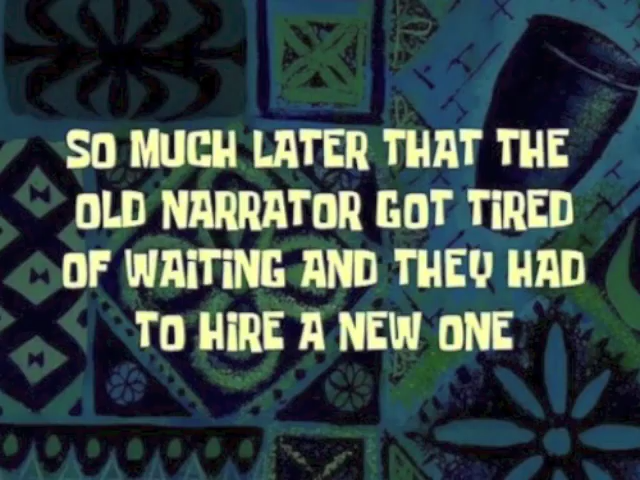 SO MUCH LATER THAT THE
OLD NARRATOR GOT TIRED
OF WAITING AND THEY HAD
TO HIRE A NEW ONE